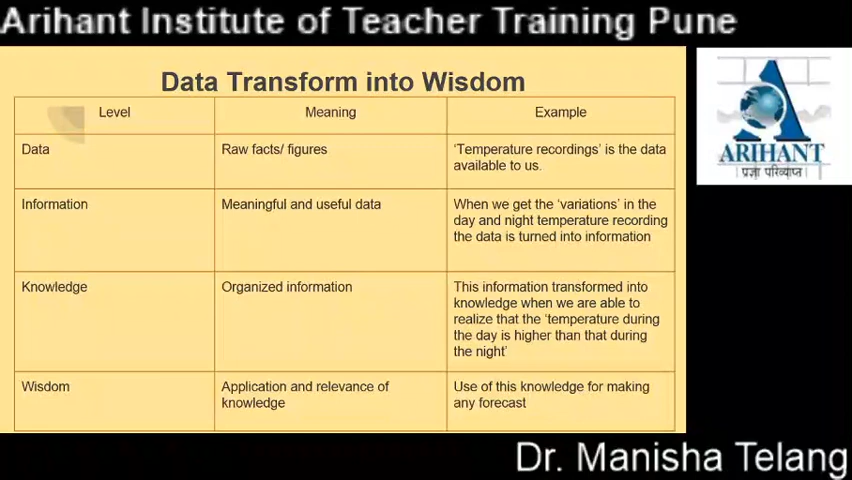 Arihant Institute of Teacher Training Pune
Data Transform into Wisdom
Level
Meaning
Example
Data
Raw facts/ figures
‘Temperature recordings’ is the data
available to us.
Information
Meaningful and useful data
When we get the ‘variations’ in the
day and night temperature recording
the data is turned into information
Knowledge
Organized information
This information transformed into
knowledge when we are able to
realize that the ‘temperature during
the day is higher than that during
the night’
Wisdom
Application and relevance of
knowledge
Use of this knowledge for making
any forecast
ARIHANT
प्रज्ञा परिव्याप्त
Dr. Manisha Telang